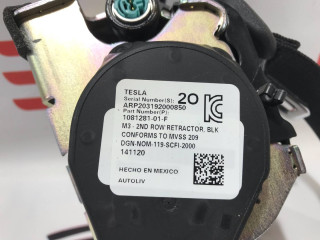 TESLA
Serial Number(S): 20
ARP203192000850
Part Number(P):
1081281-01-F
M3 - 2ND ROW RETRACTOR, BLK
CONFORMS TO MVSS 209
DGN-NOM-119-SCFI-2000
141120
HECHO EN MEXICO
AUTOLIV